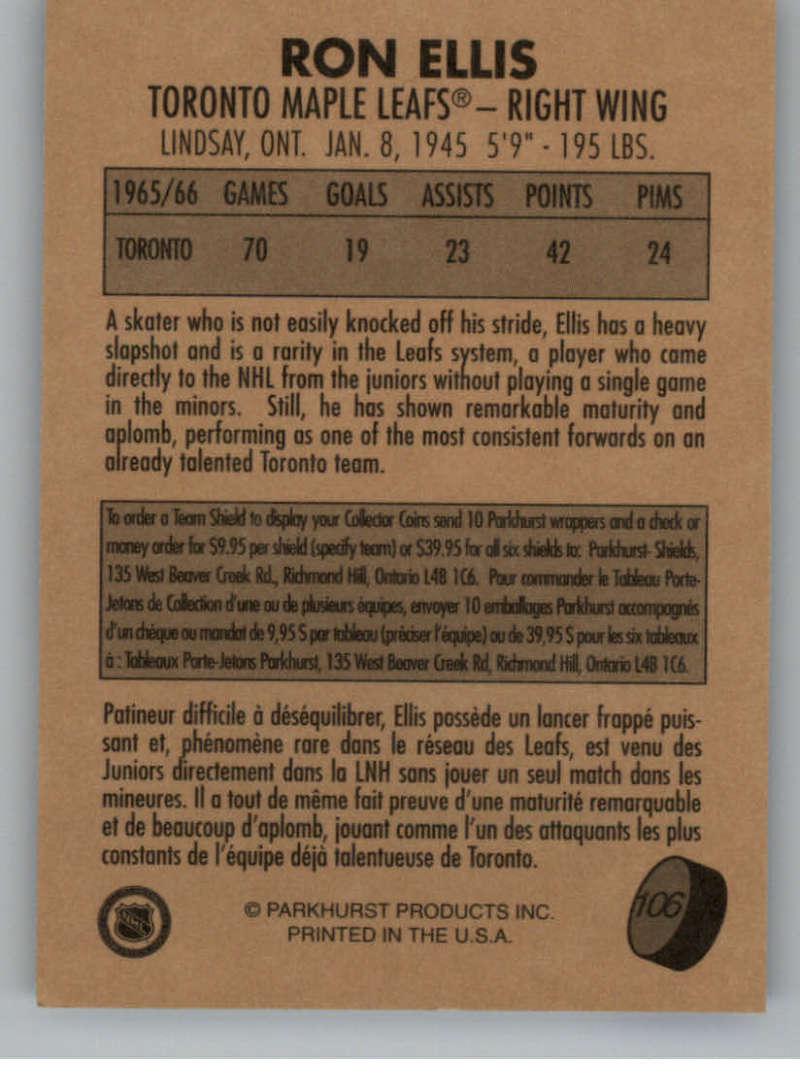 RON ELLIS
TORONTO MAPLE LEAFS® – RIGHT WING
LINDSAY, ONT. JAN. 8, 1945 5'9" - 195 LBS.
1965/66 GAMES GOALS ASSISTS POINTS PIMS
TORONTO 70 19 23 42 24
A skater who is not easily knocked off his stride, Ellis has a heavy
slapshot and is a rarity in the Leafs system, a player who came
directly to the NHL from the juniors without playing a single game
in the minors. Still, he has shown remarkable maturity and
aplomb, performing as one of the most consistent forwards on an
already talented Toronto team.
To order a Team Shield to display your Collector Coins send 10 Parkhurst wrappers and a check or
money order for $9.95 per shield (specify team) or $39.95 for all six shields to: Parkhurst- Shields,
135 West Beaver Creek Rd., Richmond Hill, Ontario L4B 1C6. Pour commander le Tableau Porte-
Jetons de Collection d'une ou de plusieurs équipes, envoyer 10 emballages Parkhurst accompagnés
d'un chéque ou mandat de 9,95 $ par tableau (préciser l'équipe) ou de 39,95 $ pour les six tableaux
à : Tableaux Porte-Jetons Parkhurst, 135 West Beaver Creek Rd, Richmond Hill, Ontario L4B 1C6.
Patineur difficile à déséquilibrer, Ellis possède un lancer frappé puis-
sant et, phénomène rare dans le réseau des Leafs, est venu des
Juniors directement dans la LNH sans jouer un seul match dans les
mineures. Il a tout de même fait preuve d'une maturité remarquable
et de beaucoup d'aplomb, jouant comme l'un des attaquants les plus
constants de l'équipe déjà talentueuse de Toronto.
NHL
© PARKHURST PRODUCTS INC.
PRINTED IN THE U.S.A.
106